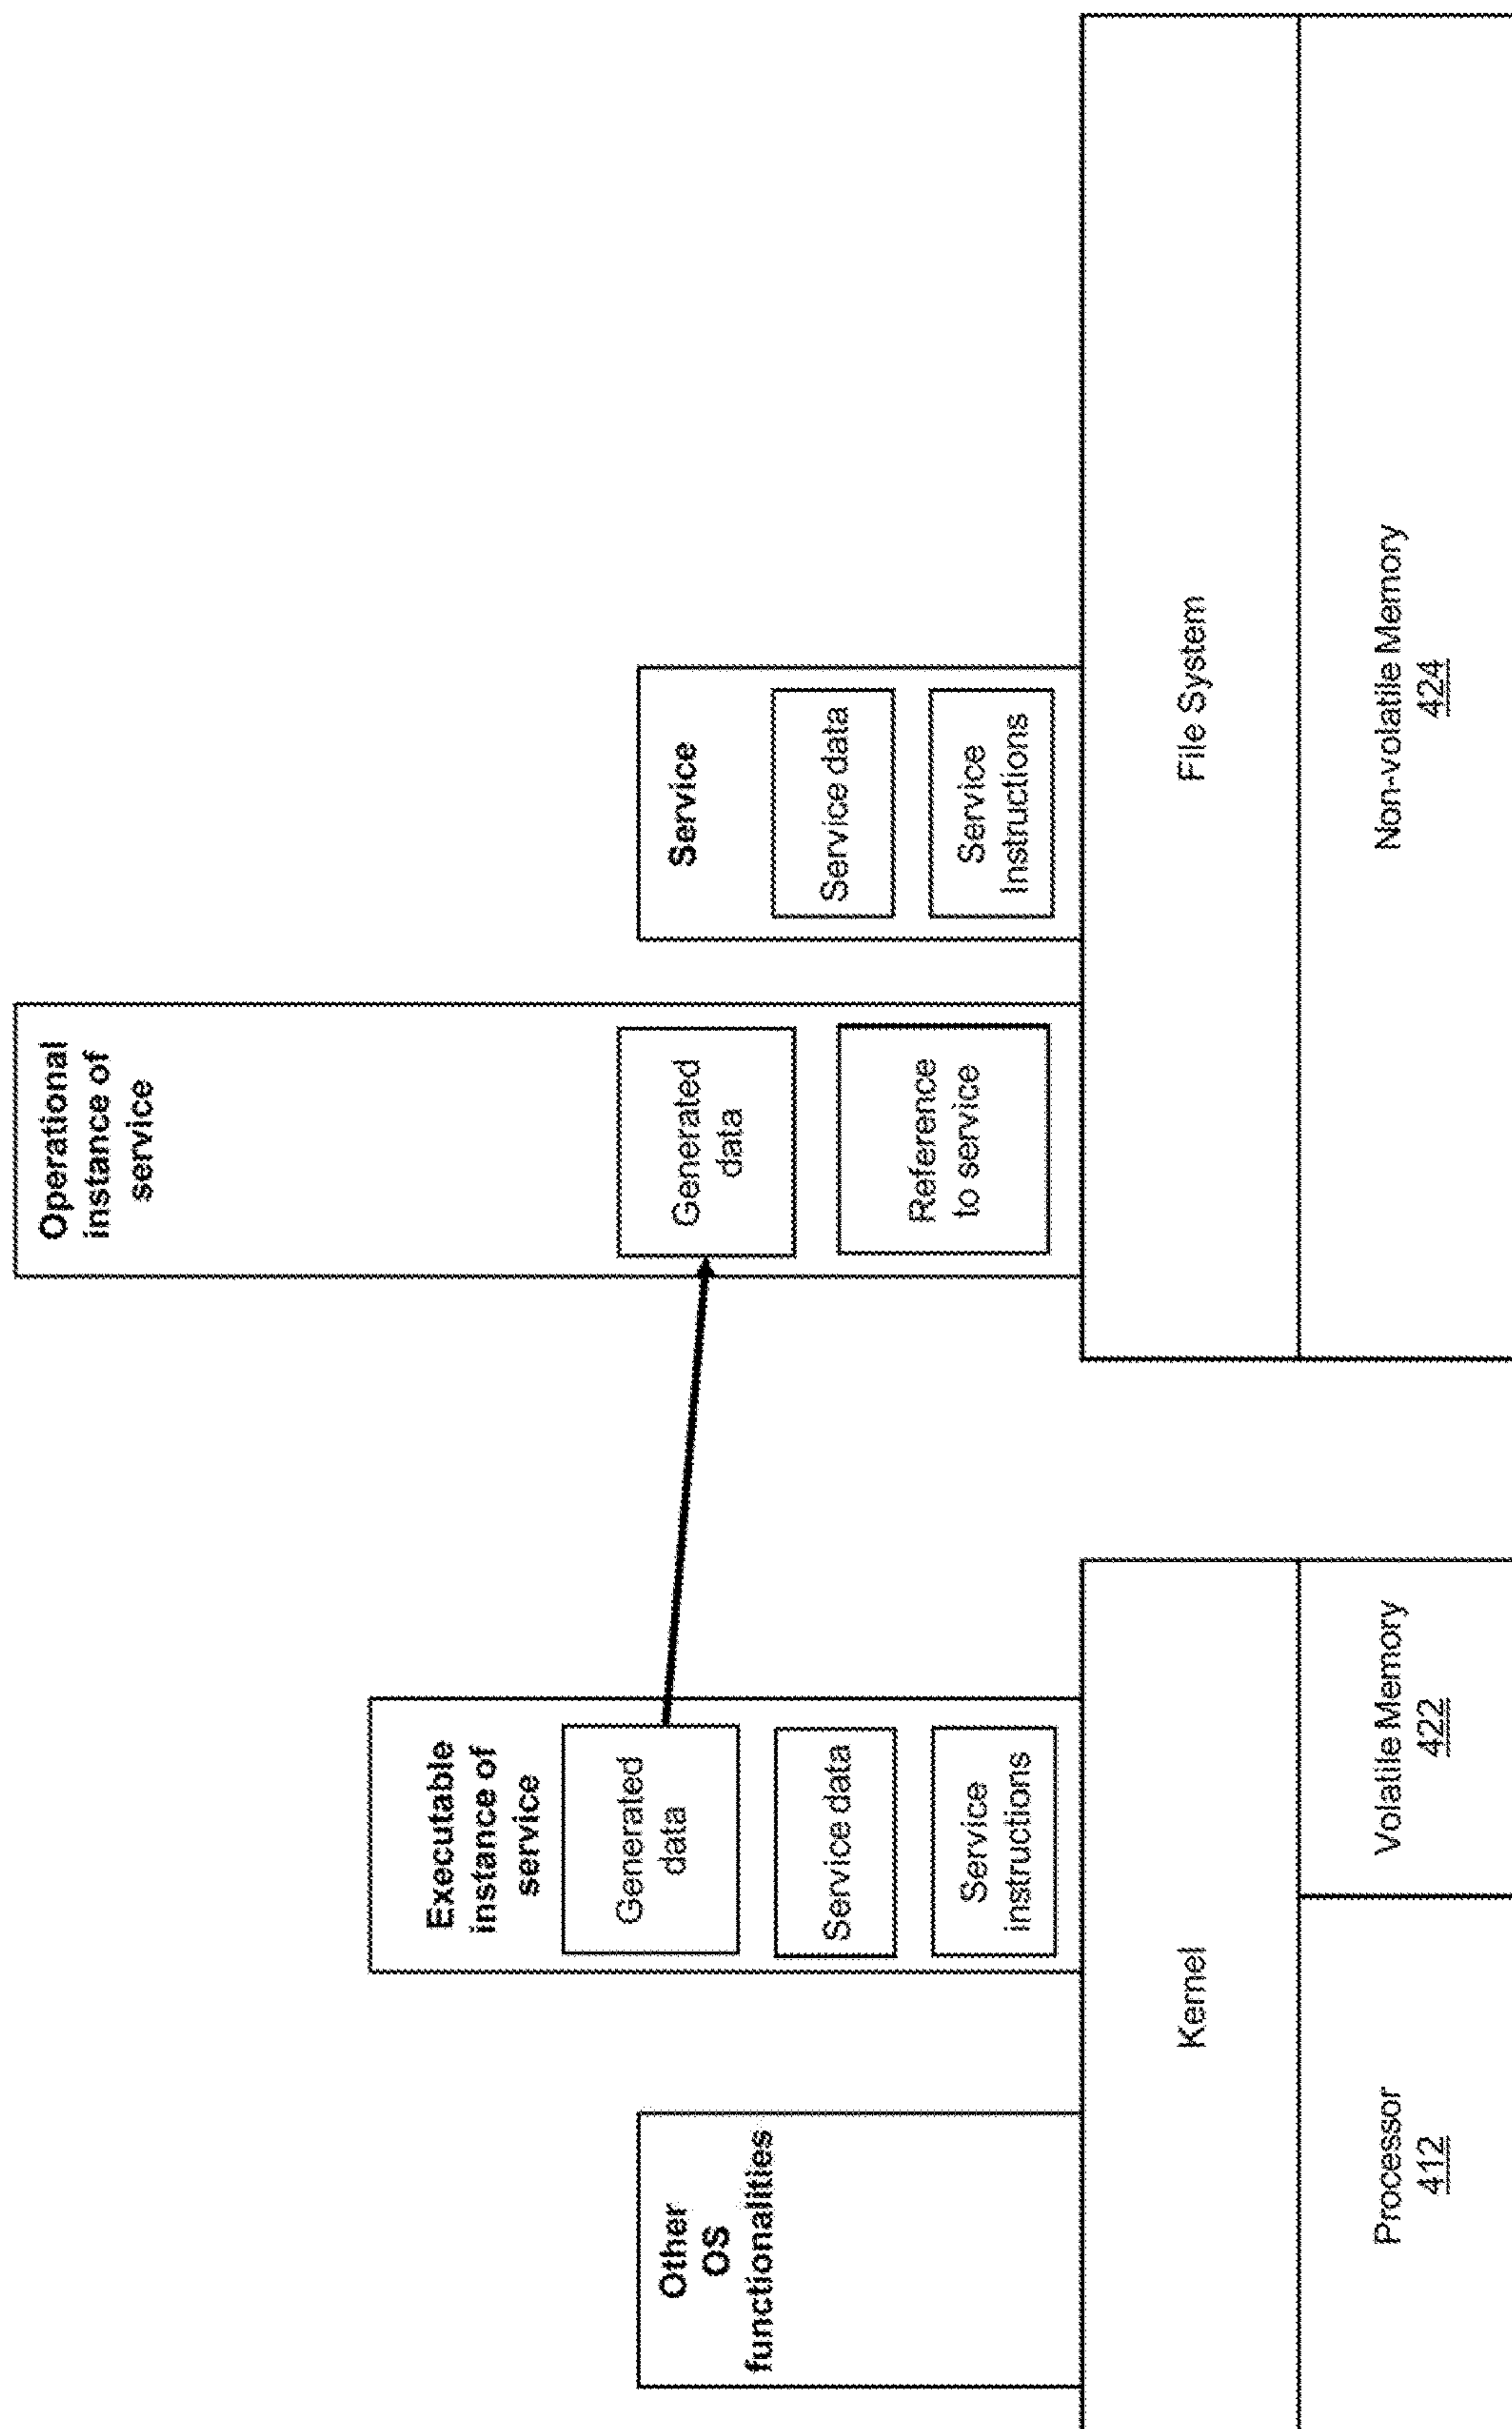 Other
OS
functionalities
Executable
instance of
service
Generated
data
Service data
Service
instructions
Kernel
Processor
412
Volatile Memory
422
Operational
instance of
service
Generated
data
Reference
to service
Service
Service data
Service
Instructions
File System
Non-volatile Memory
424